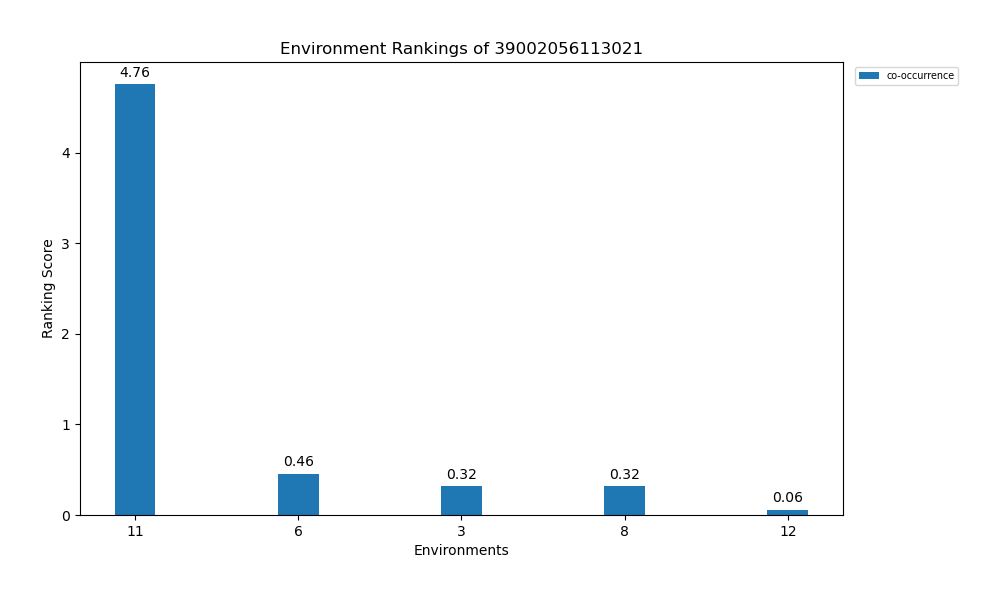 Environment Rankings of 39002056113021
co-occurrence
Ranking Score
4
3
2
1
0
4.76
0.46
0.32
0.32
0.06
11 6 3 8 12
Environments